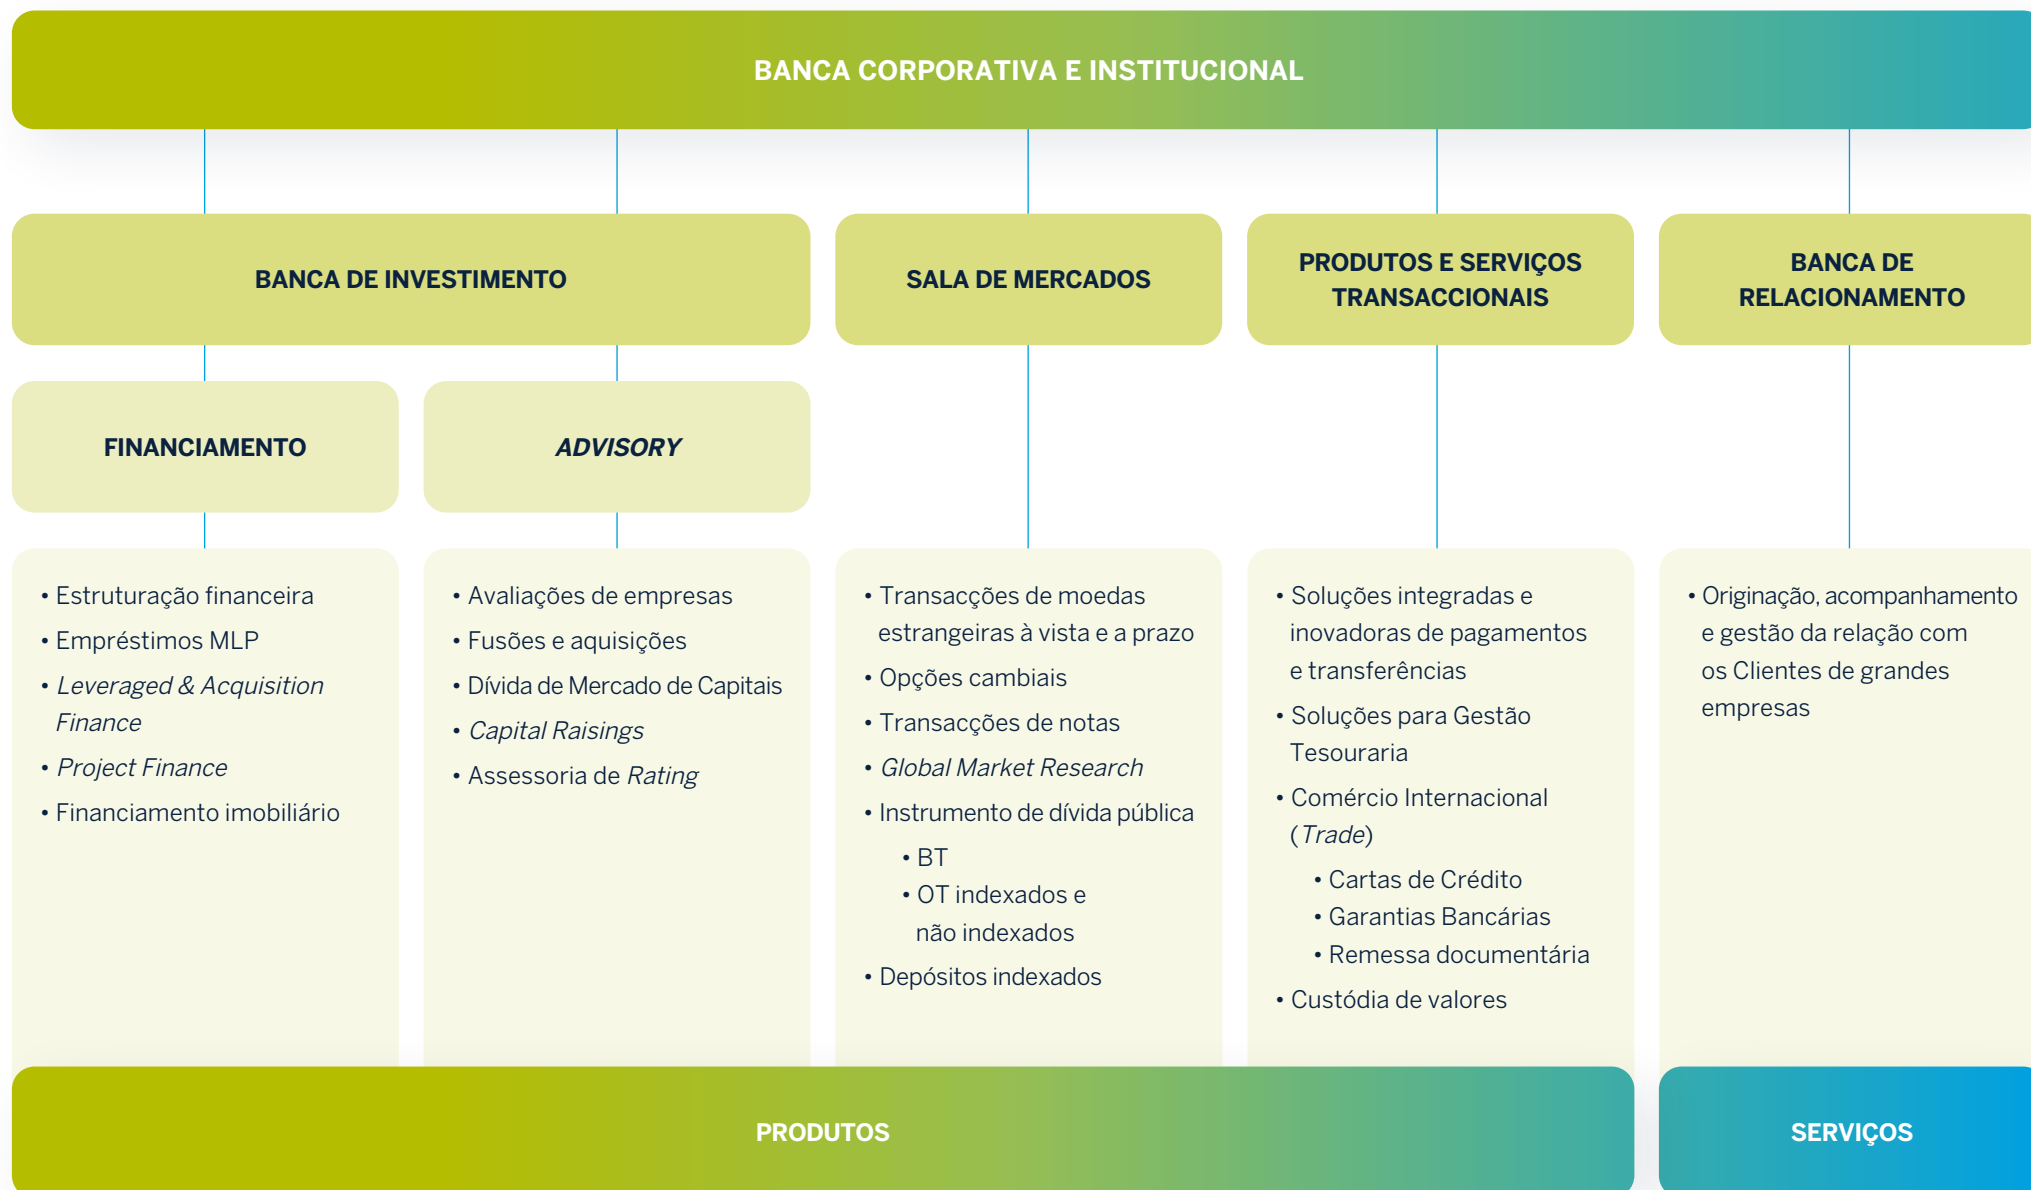 BANCA CORPORATIVA E INSTITUCIONAL
BANCA DE INVESTIMENTO
SALA DE MERCADOS
PRODUTOS E SERVIÇOS
TRANSACCIONAIS
BANCA DE
RELACIONAMENTO
FINANCIAMENTO
ADVISORY
• Estruturação financeira
• Empréstimos MLP
• Leveraged & Acquisition
Finance
• Project Finance
• Financiamento imobiliário
• Avaliações de empresas
• Fusões e aquisições
• Dívida de Mercado de Capitais
• Capital Raisings
• Assessoria de Rating
• Transacções de moedas
estrangeiras à vista e a prazo
• Opções cambiais
• Transacções de notas
• Global Market Research
• Instrumento de dívida pública
• BT
• OT indexados e
não indexados
• Depósitos indexados
• Soluções integradas e
inovadoras de pagamentos
e transferências
• Soluções para Gestão
Tesouraria
• Comércio Internacional
(Trade)
• Cartas de Crédito
• Garantias Bancárias
• Remessa documentária
• Custódia de valores
• Originação, acompanhamento
e gestão da relação com
os Clientes de grandes
empresas
PRODUTOS
SERVIÇOS